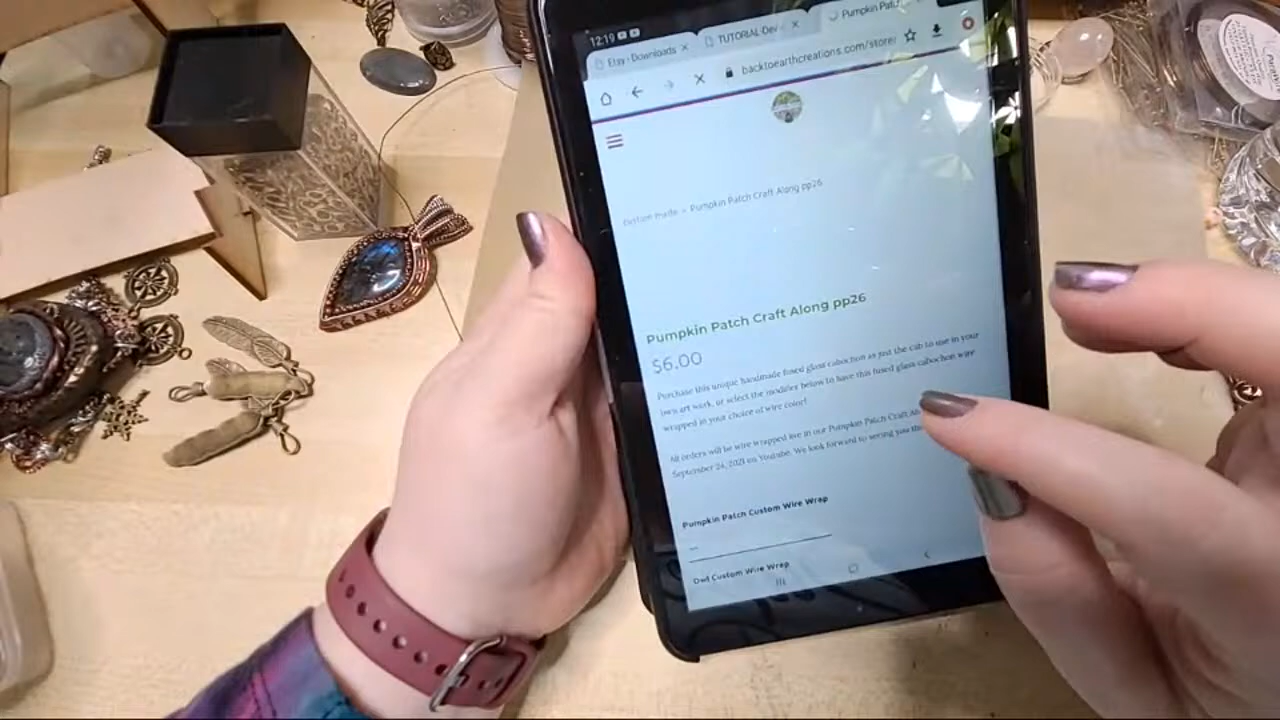 12:19
Etsy - Downloads
TUTORIAL-Dev
Pumpkin Patc
backtoearthcreations.com/store/
custom made » Pumpkin Patch Craft Along pp26
Pumpkin Patch Craft Along pp26
$6.00
Purchase this unique handmade fused glass cabochon as just the cab to use in your
own art work, or select the modifier below to have this fused glass cabochon wire
wrapped in your choice of wire color!
All orders will be wire wrapped live in our Pumpkin Patch Craft
September 24, 2021 on Youtube. We look forward to seeing you
Pumpkin Patch Custom Wire Wrap
Owl Custom Wire Wrap